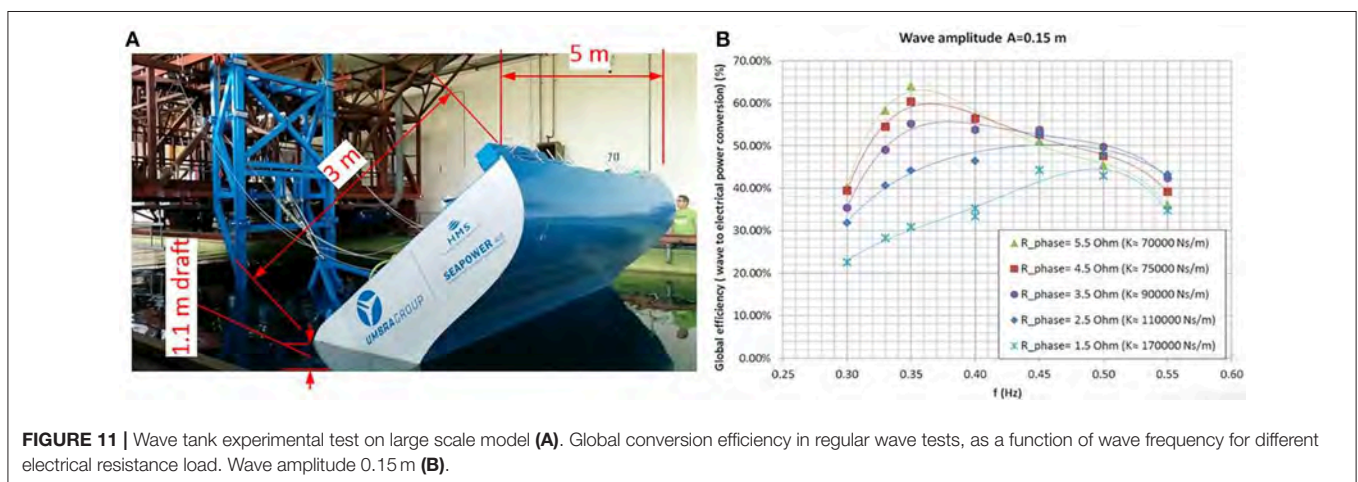 A
5 m
3 m
1.1 m draft
70
HMS
SEAPOWER scrl
UMBRAGROUP
B
Wave amplitude A=0.15 m
Global efficiency ( wave to electrical power conversion) (%)
70.00%
60.00%
50.00%
40.00%
30.00%
20.00%
10.00%
0.00%
0.25
0.30
0.35
0.40
0.45
0.50
0.55
0.60
f (Hz)
R_phase= 5.5 Ohm (K≈ 70000 Ns/m)
R_phase= 4.5 Ohm (K≈ 75000 Ns/m)
R_phase= 3.5 Ohm (K≈ 90000 Ns/m)
R_phase= 2.5 Ohm (K≈ 110000 Ns/m)
R_phase= 1.5 Ohm (K≈ 170000 Ns/m)
FIGURE 11 | Wave tank experimental test on large scale model (A). Global conversion efficiency in regular wave tests, as a function of wave frequency for different
electrical resistance load. Wave amplitude 0.15 m (B).